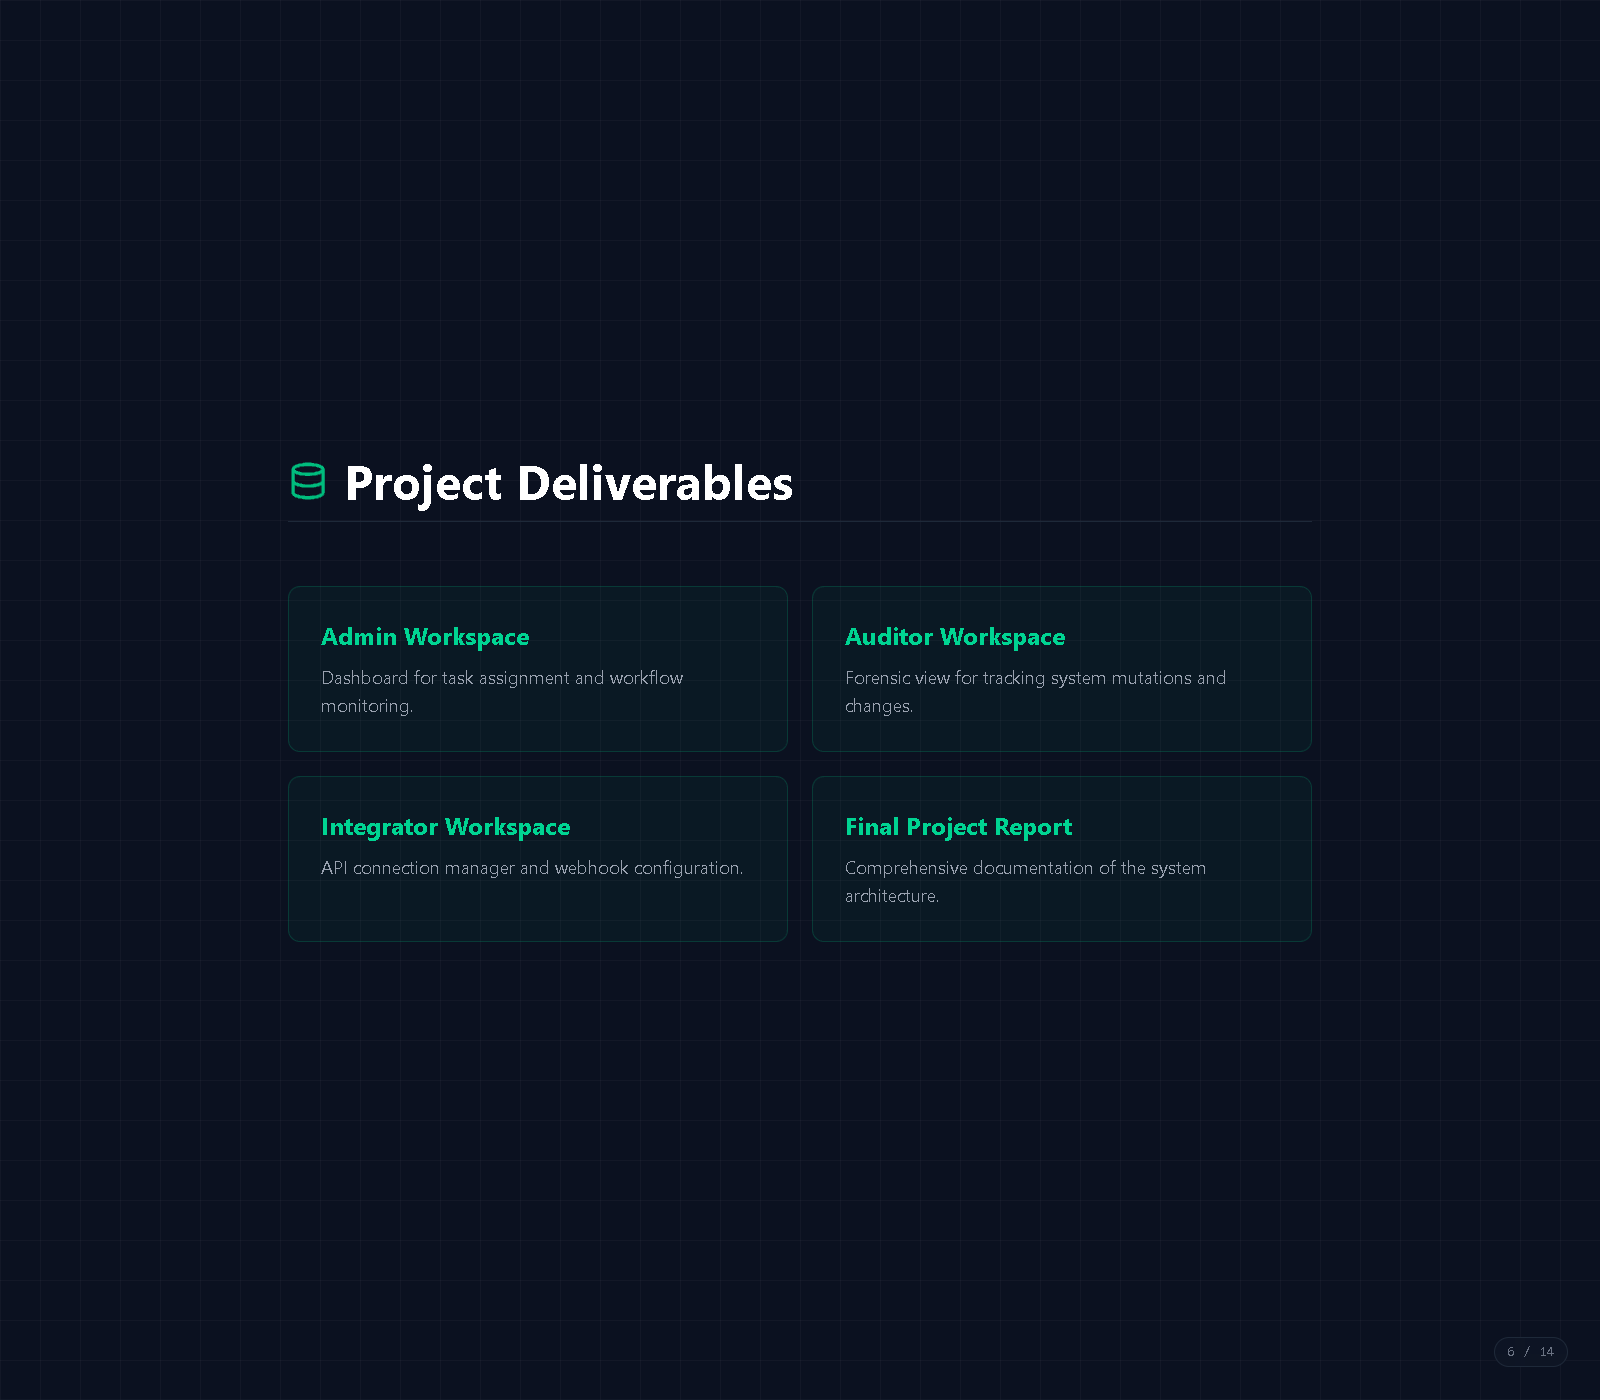 Project Deliverables
Admin Workspace
Dashboard for task assignment and workflow
monitoring.
Auditor Workspace
Forensic view for tracking system mutations and
changes.
Integrator Workspace
API connection manager and webhook configuration.
Final Project Report
Comprehensive documentation of the system
architecture.
6 / 14